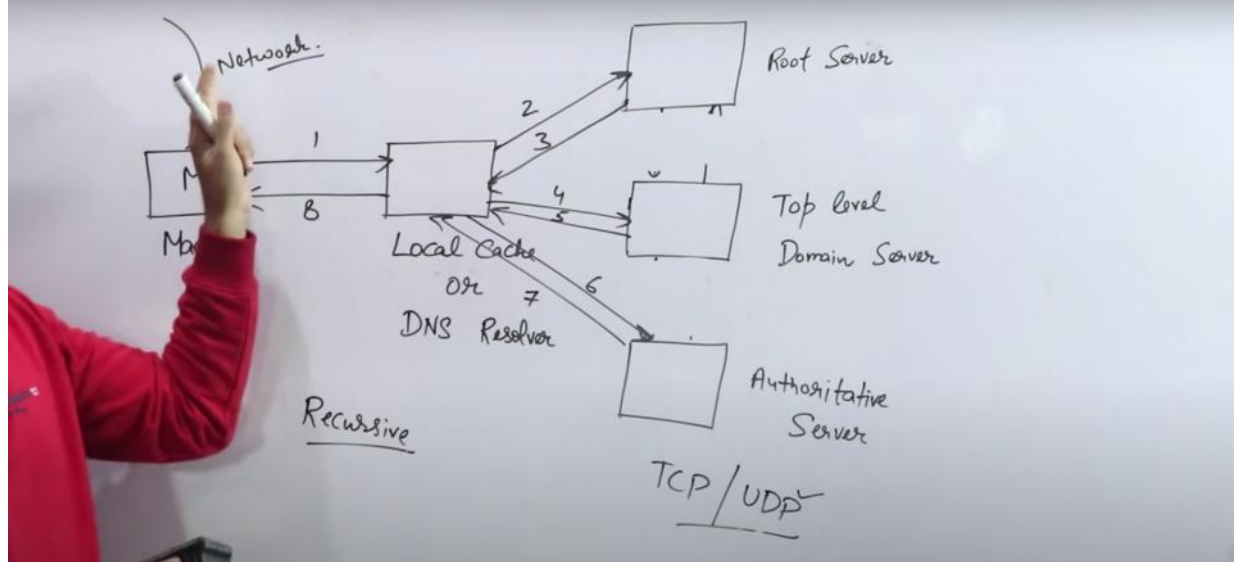 Network.
Root Server
1
2
3
M
8
4
5
Top level
Domain Server
Local Cache
or
DNS Resolver
6
7
Authoritative
Server
Recursive
TCP / UDP